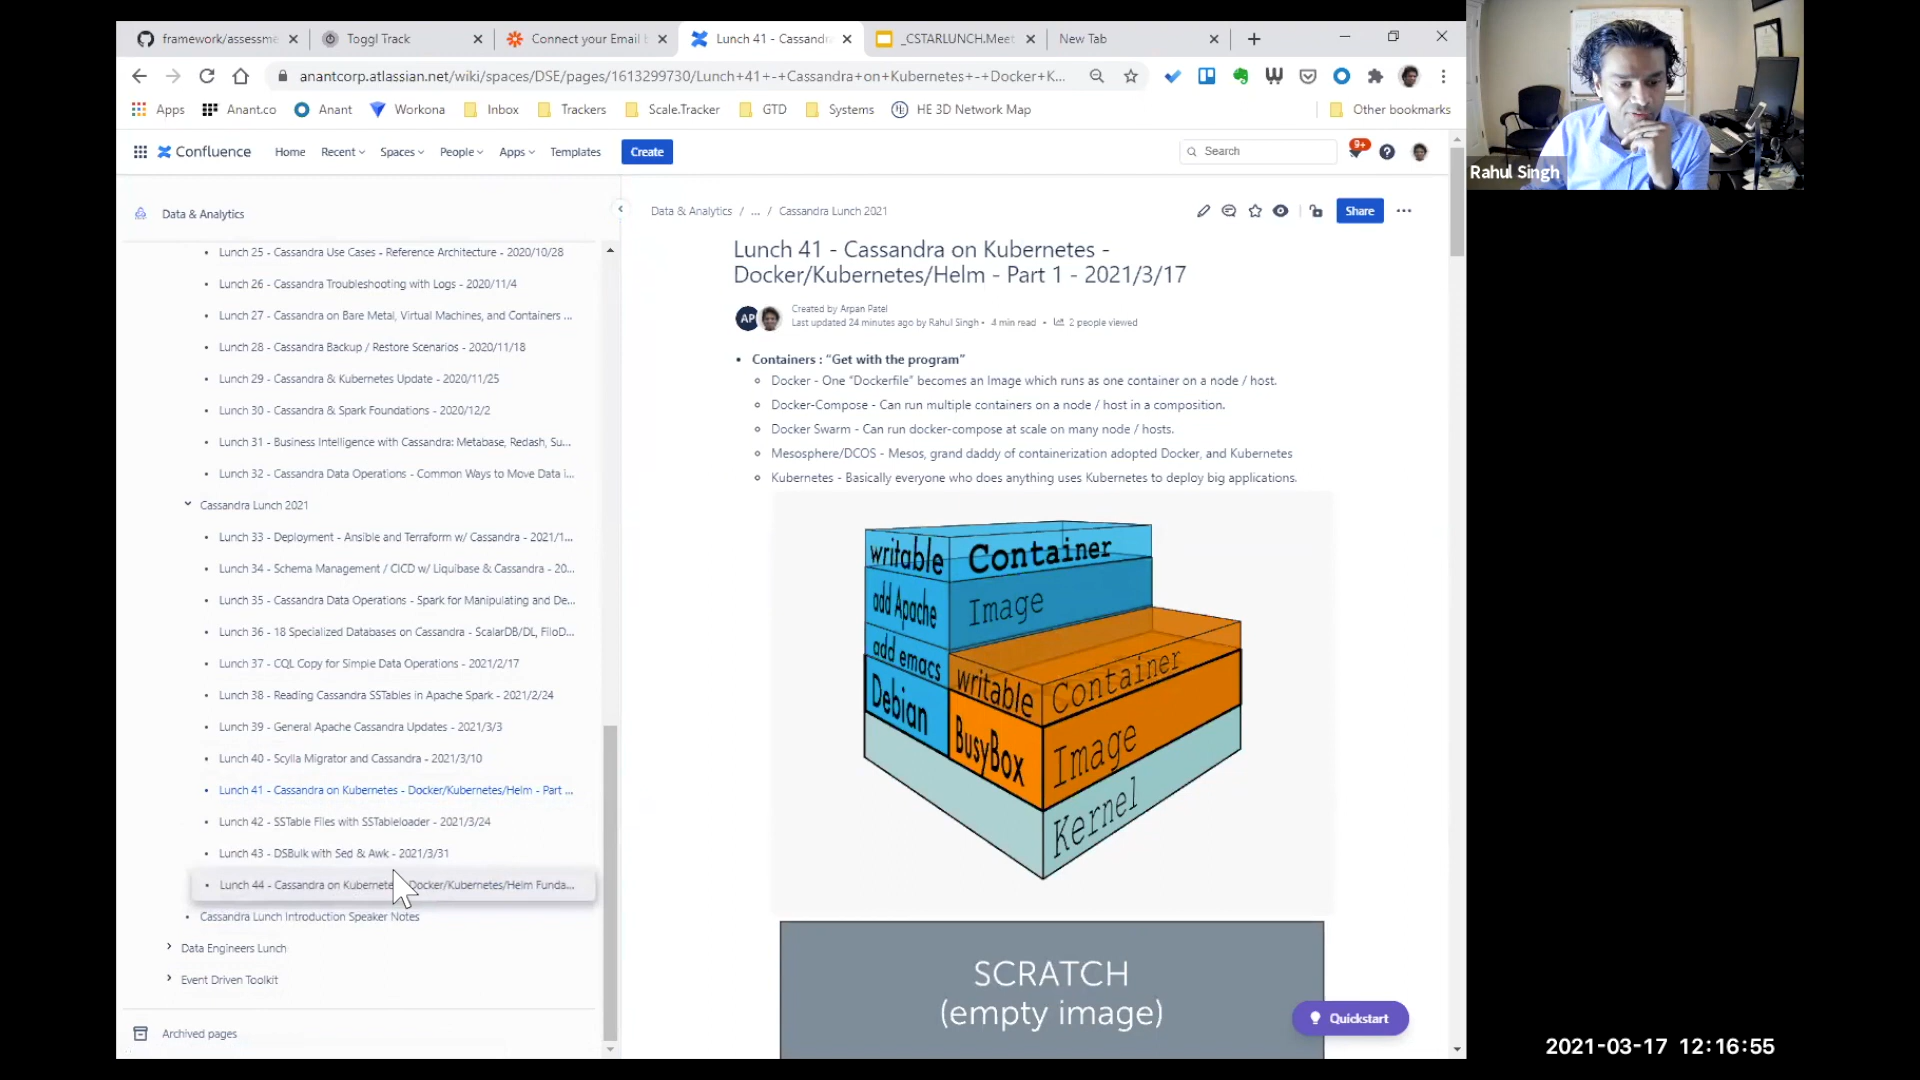 framework/assessme
Toggl Track
Connect your Email b
Lunch 41 - Cassandra
_CSTARLUNCH.Meet
New Tab
anantcorp.atlassian.net/wiki/spaces/DSE/pages/1613299730/Lunch+41+-+Cassandra+on+Kubernetes+-+Docker+K...
Apps
Anant.co
Anant
Workona
Inbox
Trackers
Scale.Tracker
GTD
Systems
HE 3D Network Map
Other bookmarks
Confluence
Home
Recent
Spaces
People
Apps
Templates
Create
Search
9+
Rahul Singh
Data & Analytics
Lunch 25 - Cassandra Use Cases - Reference Architecture - 2020/10/28
Lunch 26 - Cassandra Troubleshooting with Logs - 2020/11/4
Lunch 27 - Cassandra on Bare Metal, Virtual Machines, and Containers ...
Lunch 28 - Cassandra Backup / Restore Scenarios - 2020/11/18
Lunch 29 - Cassandra & Kubernetes Update - 2020/11/25
Lunch 30 - Cassandra & Spark Foundations - 2020/12/2
Lunch 31 - Business Intelligence with Cassandra: Metabase, Redash, Su...
Lunch 32 - Cassandra Data Operations - Common Ways to Move Data i...
Cassandra Lunch 2021
Lunch 33 - Deployment - Ansible and Terraform w/ Cassandra - 2021/1...
Lunch 34 - Schema Management / CICD w/ Liquibase & Cassandra - 20...
Lunch 35 - Cassandra Data Operations - Spark for Manipulating and De...
Lunch 36 - 18 Specialized Databases on Cassandra - ScalarDB/DL, FiloD...
Lunch 37 - CQL Copy for Simple Data Operations - 2021/2/17
Lunch 38 - Reading Cassandra SSTables in Apache Spark - 2021/2/24
Lunch 39 - General Apache Cassandra Updates - 2021/3/3
Lunch 40 - Scylla Migrator and Cassandra - 2021/3/10
Lunch 41 - Cassandra on Kubernetes - Docker/Kubernetes/Helm - Part ...
Lunch 42 - SSTable Files with SSTableloader - 2021/3/24
Lunch 43 - DSBulk with Sed & Awk - 2021/3/31
Lunch 44 - Cassandra on Kubernete Docker/Kubernetes/Helm Funda...
Cassandra Lunch Introduction Speaker Notes
Data Engineers Lunch
Event Driven Toolkit
Archived pages
Data & Analytics / ... / Cassandra Lunch 2021
Share
Lunch 41 - Cassandra on Kubernetes -
Docker/Kubernetes/Helm - Part 1 - 2021/3/17
AP
Created by Arpan Patel
Last updated 24 minutes ago by Rahul Singh • 4 min read • 2 people viewed
Containers : "Get with the program"
Docker - One "Dockerfile" becomes an Image which runs as one container on a node / host.
Docker-Compose - Can run multiple containers on a node / host in a composition.
Docker Swarm - Can run docker-compose at scale on many node / hosts.
Mesosphere/DCOS - Mesos, grand daddy of containerization adopted Docker, and Kubernetes
Kubernetes - Basically everyone who does anything uses Kubernetes to deploy big applications.
writable
Container
add Apache
Image
add emacs
writable
Container
Debian
BusyBox
Image
Kernel
SCRATCH
(empty image)
Quickstart
2021-03-17 12:16:55